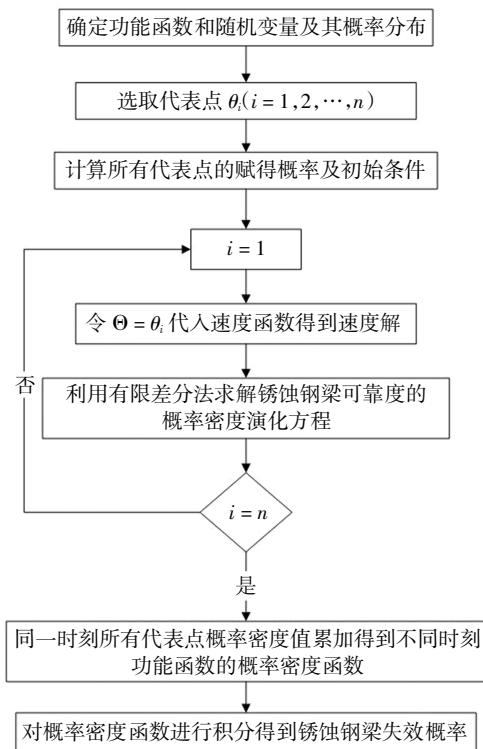 确定功能函数和随机变量及其概率分布
选取代表点 θᵢ(i = 1,2,…,n)
计算所有代表点的赋得概率及初始条件
i = 1
令 Θ = θᵢ 代入速度函数得到速度解
否
利用有限差分法求解锈蚀钢梁可靠度的
概率密度演化方程
i = n
是
同一时刻所有代表点概率密度值累加得到不同时刻
功能函数的概率密度函数
对概率密度函数进行积分得到锈蚀钢梁失效概率